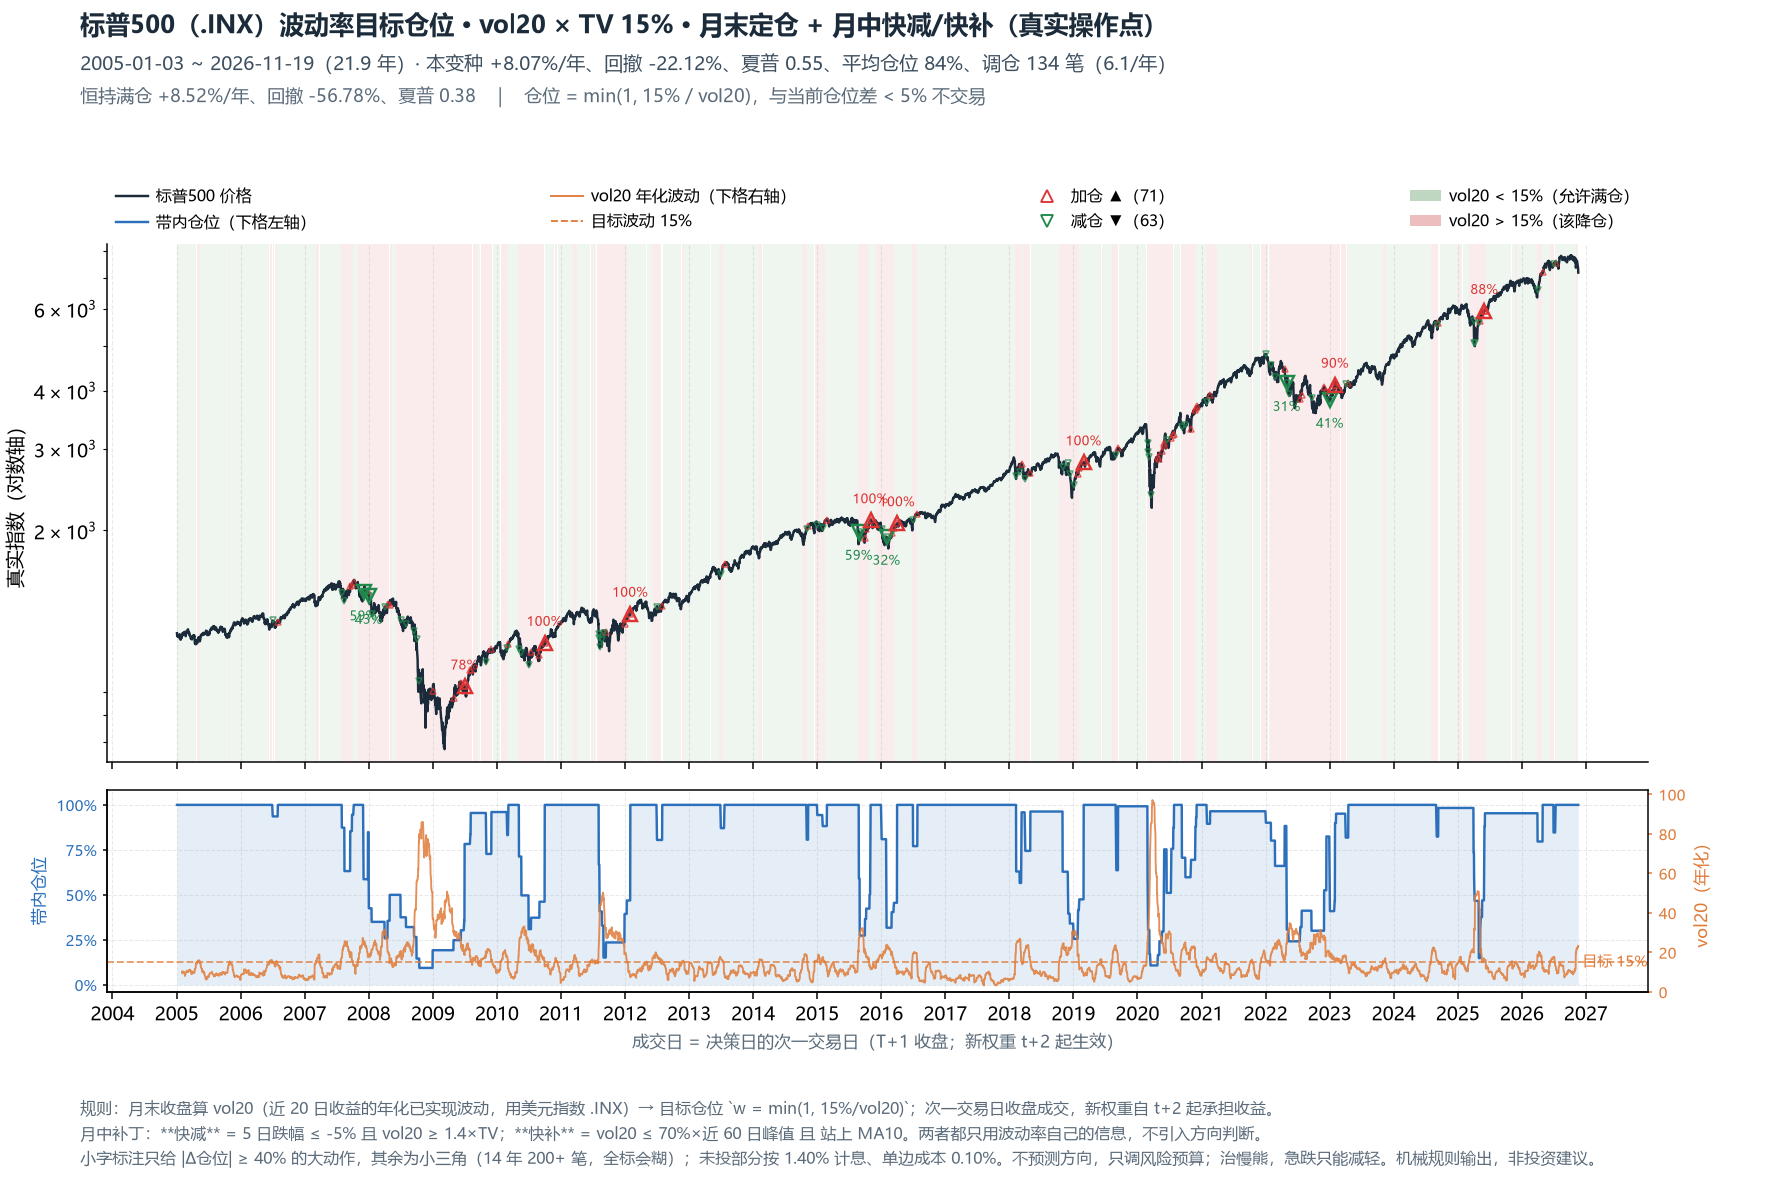 标普500（.INX）波动率目标仓位 • vol20 × TV 15% • 月末定仓 + 月中快减/快补（真实操作点）
2005-01-03 ~ 2026-11-19（21.9 年）· 本变种 +8.07%/年、回撤 -22.12%、夏普 0.55、平均仓位 84%、调仓 134 笔（6.1/年）
恒持满仓 +8.52%/年、回撤 -56.78%、夏普 0.38 | 仓位 = min(1, 15% / vol20)，与当前仓位差 < 5% 不交易
标普500 价格
vol20 年化波动（下格右轴）
加仓 ▲（71）
vol20 < 15%（允许满仓）
带内仓位（下格左轴）
目标波动 15%
减仓 ▼（63）
vol20 > 15%（该降仓）
真实指数（对数轴）
6 × 10³
4 × 10³
3 × 10³
2 × 10³
88%
90%
31%
41%
100%
100%
100%
59%
32%
100%
100%
78%
59%
43%
带内仓位
100%
75%
50%
25%
0%
vol20（年化）
100
80
60
40
20
0
目标 15%
2004 2005 2006 2007 2008 2009 2010 2011 2012 2013 2014 2015 2016 2017 2018 2019 2020 2021 2022 2023 2024 2025 2026 2027
成交日 = 决策日的次一交易日（T+1 收盘；新权重 t+2 起生效）
规则：月末收盘算 vol20（近 20 日收益的年化已实现波动，用美元指数 .INX）→ 目标仓位 `w = min(1, 15%/vol20)`；次一交易日收盘成交，新权重自 t+2 起承担收益。
月中补丁：**快减** = 5 日跌幅 ≤ -5% 且 vol20 ≥ 1.4×TV；**快补** = vol20 ≤ 70%×近 60 日峰值 且 站上 MA10。两者都只用波动率自己的信息，不引入方向判断。
小字标注只给 |Δ仓位| ≥ 40% 的大动作，其余为小三角（14 年 200+ 笔，全标会糊）；未投部分按 1.40% 计息、单边成本 0.10%。不预测方向，只调风险预算；治慢熊，急跌只能减轻。机械规则输出，非投资建议。